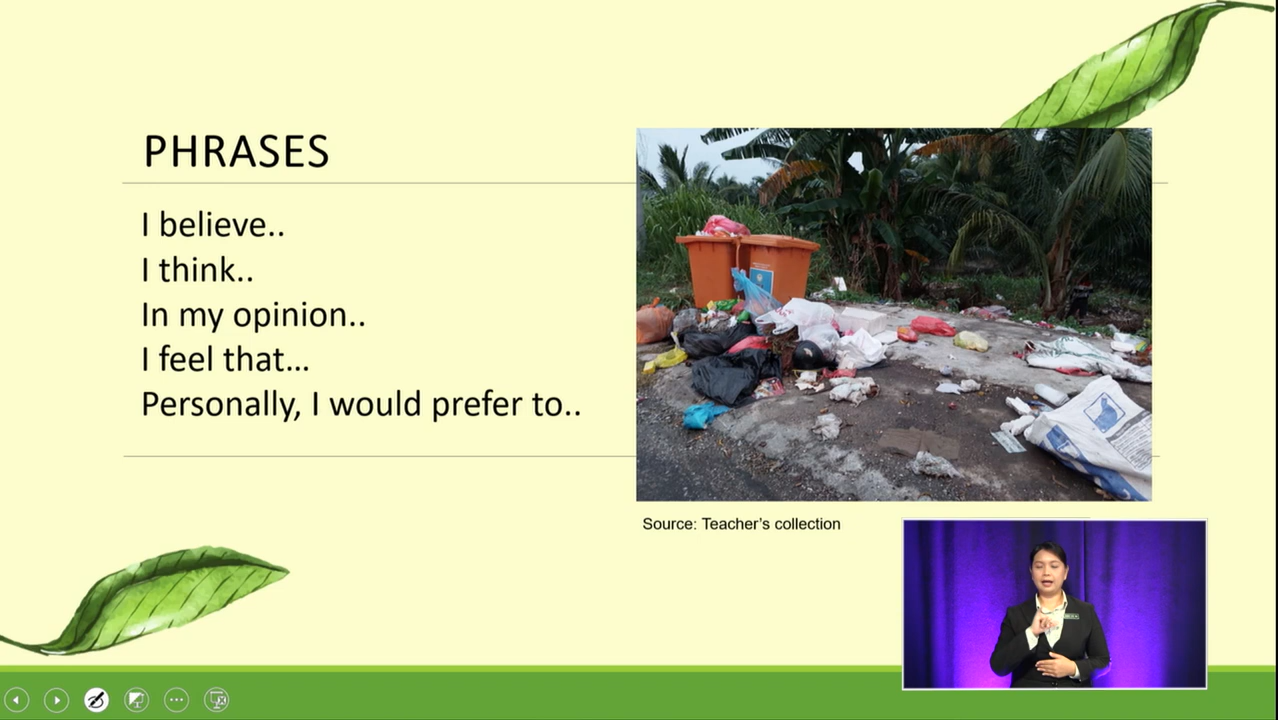 PHRASES
I believe..
I think..
In my opinion..
I feel that...
Personally, I would prefer to..
Source: Teacher's collection